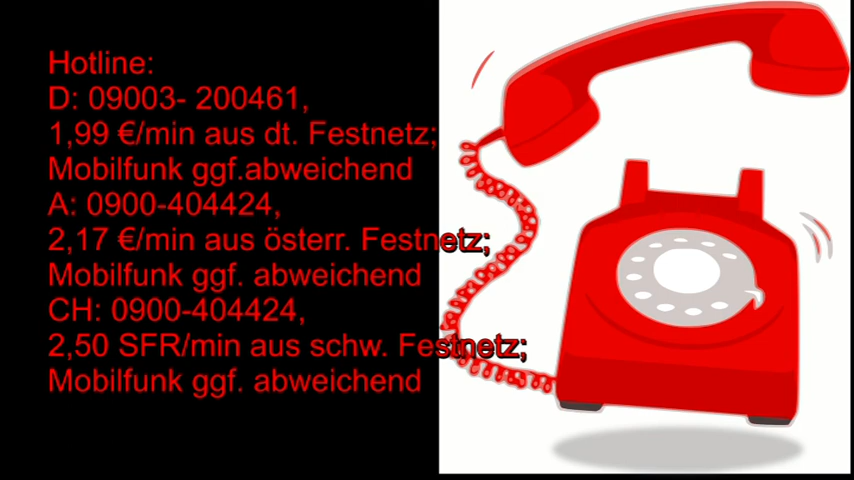 Hotline:
D: 09003- 200461,
1,99 €/min aus dt. Festnetz;
Mobilfunk ggf.abweichend
A: 0900-404424,
2,17 €/min aus österr. Festnetz;
Mobilfunk ggf. abweichend
CH: 0900-404424,
2,50 SFR/min aus schw. Festnetz;
Mobilfunk ggf. abweichend